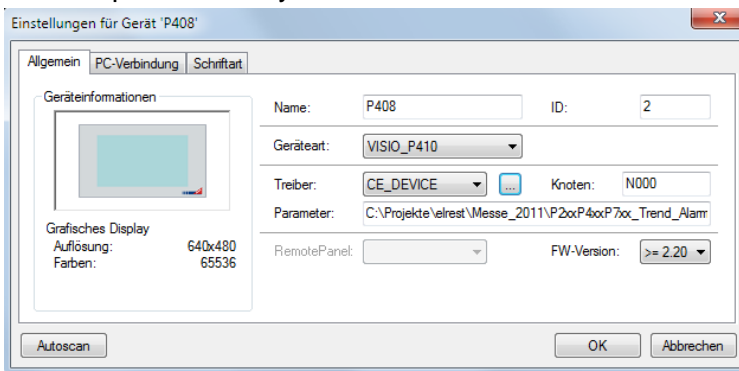 Einstellungen für Gerät 'P408'
x
Allgemein PC-Verbindung Schriftart
Geräteinformationen
Grafisches Display
Auflösung: 640x480
Farben: 65536
Name: P408 ID: 2
Geräteart: VISIO_P410
Treiber: CE_DEVICE ... Knoten: N000
Parameter: C:\Projekte\elrest\Messe_2011\P2xxP4xxP7xx_Trend_Alarm
RemotePanel: FW-Version: >= 2.20
Autoscan OK Abbrechen